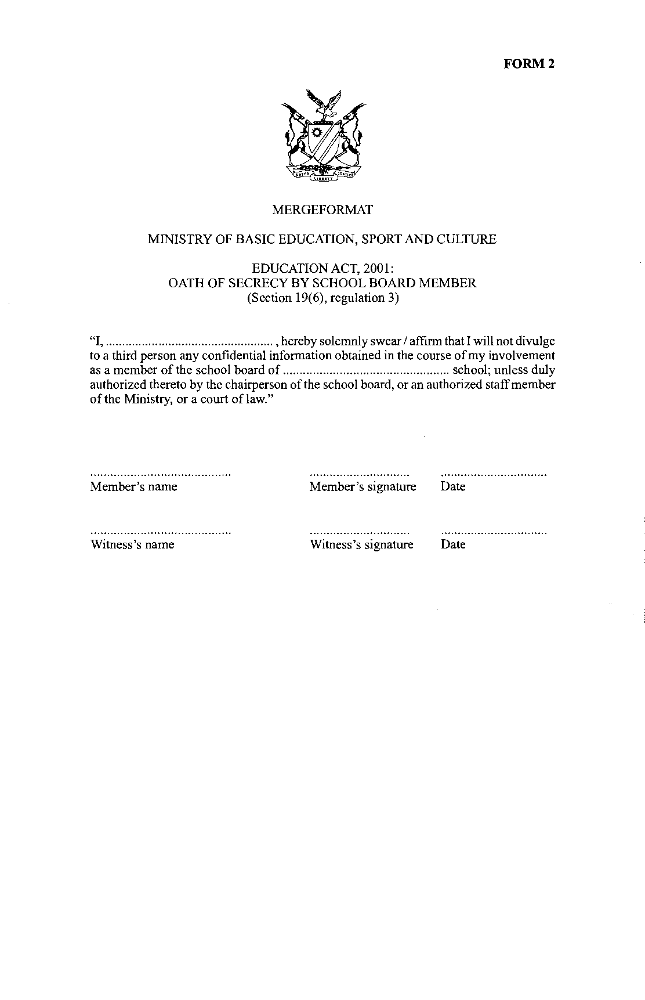 FORM 2
UNITY LIBERTY JUSTICE
MERGEFORMAT
MINISTRY OF BASIC EDUCATION, SPORT AND CULTURE
EDUCATION ACT, 2001:
OATH OF SECRECY BY SCHOOL BOARD MEMBER
(Section 19(6), regulation 3)
“I, .................................................. , hereby solemnly swear / affirm that I will not divulge
to a third person any confidential information obtained in the course of my involvement
as a member of the school board of .................................................. school; unless duly
authorized thereto by the chairperson of the school board, or an authorized staff member
of the Ministry, or a court of law.”
.......................................... .............................. ................................
Member’s name Member’s signature Date
.......................................... .............................. ................................
Witness’s name Witness’s signature Date